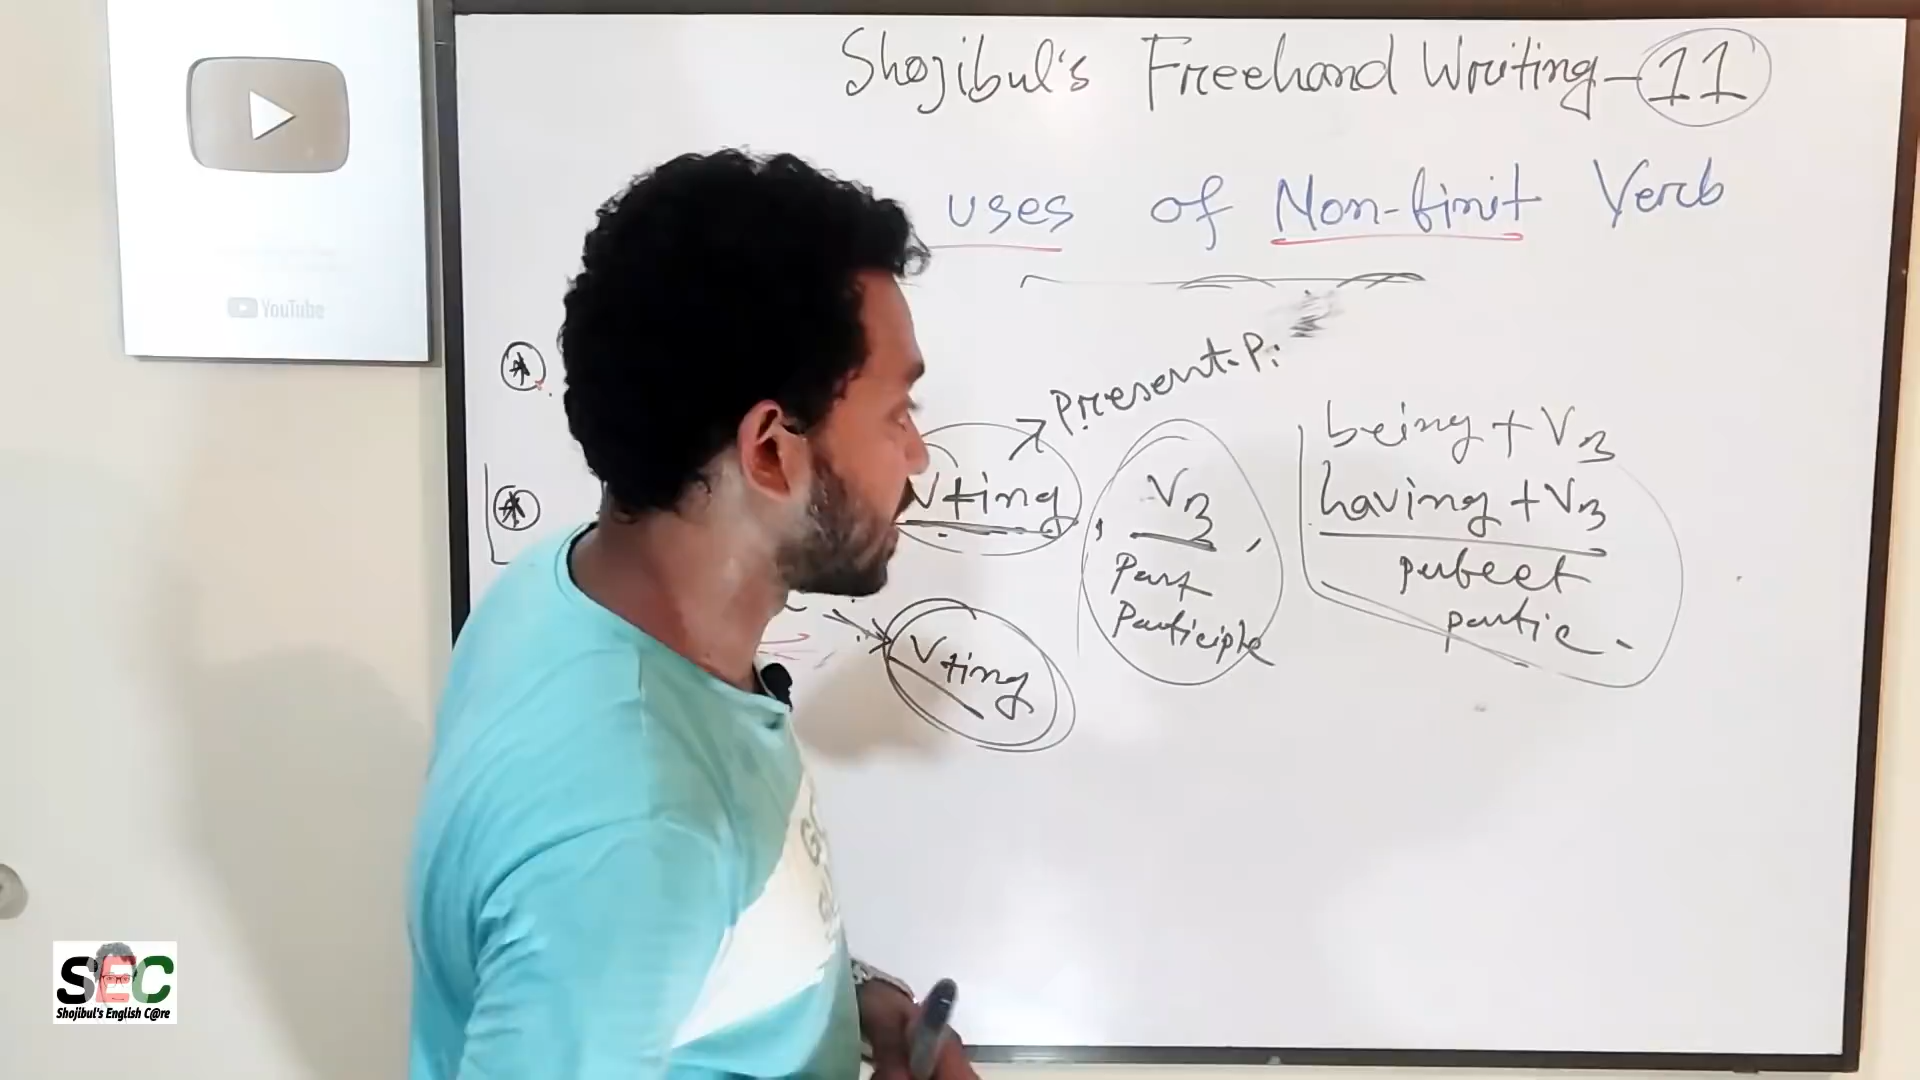 Shojibul's Freehand Writing-11
uses of Non-finit Verb
Present.P:
V+ing, V3, being+V3
having+V3
Past
Participle
perfect
partic-
V+ing
YouTube
SEC
Shojibul's English C@re